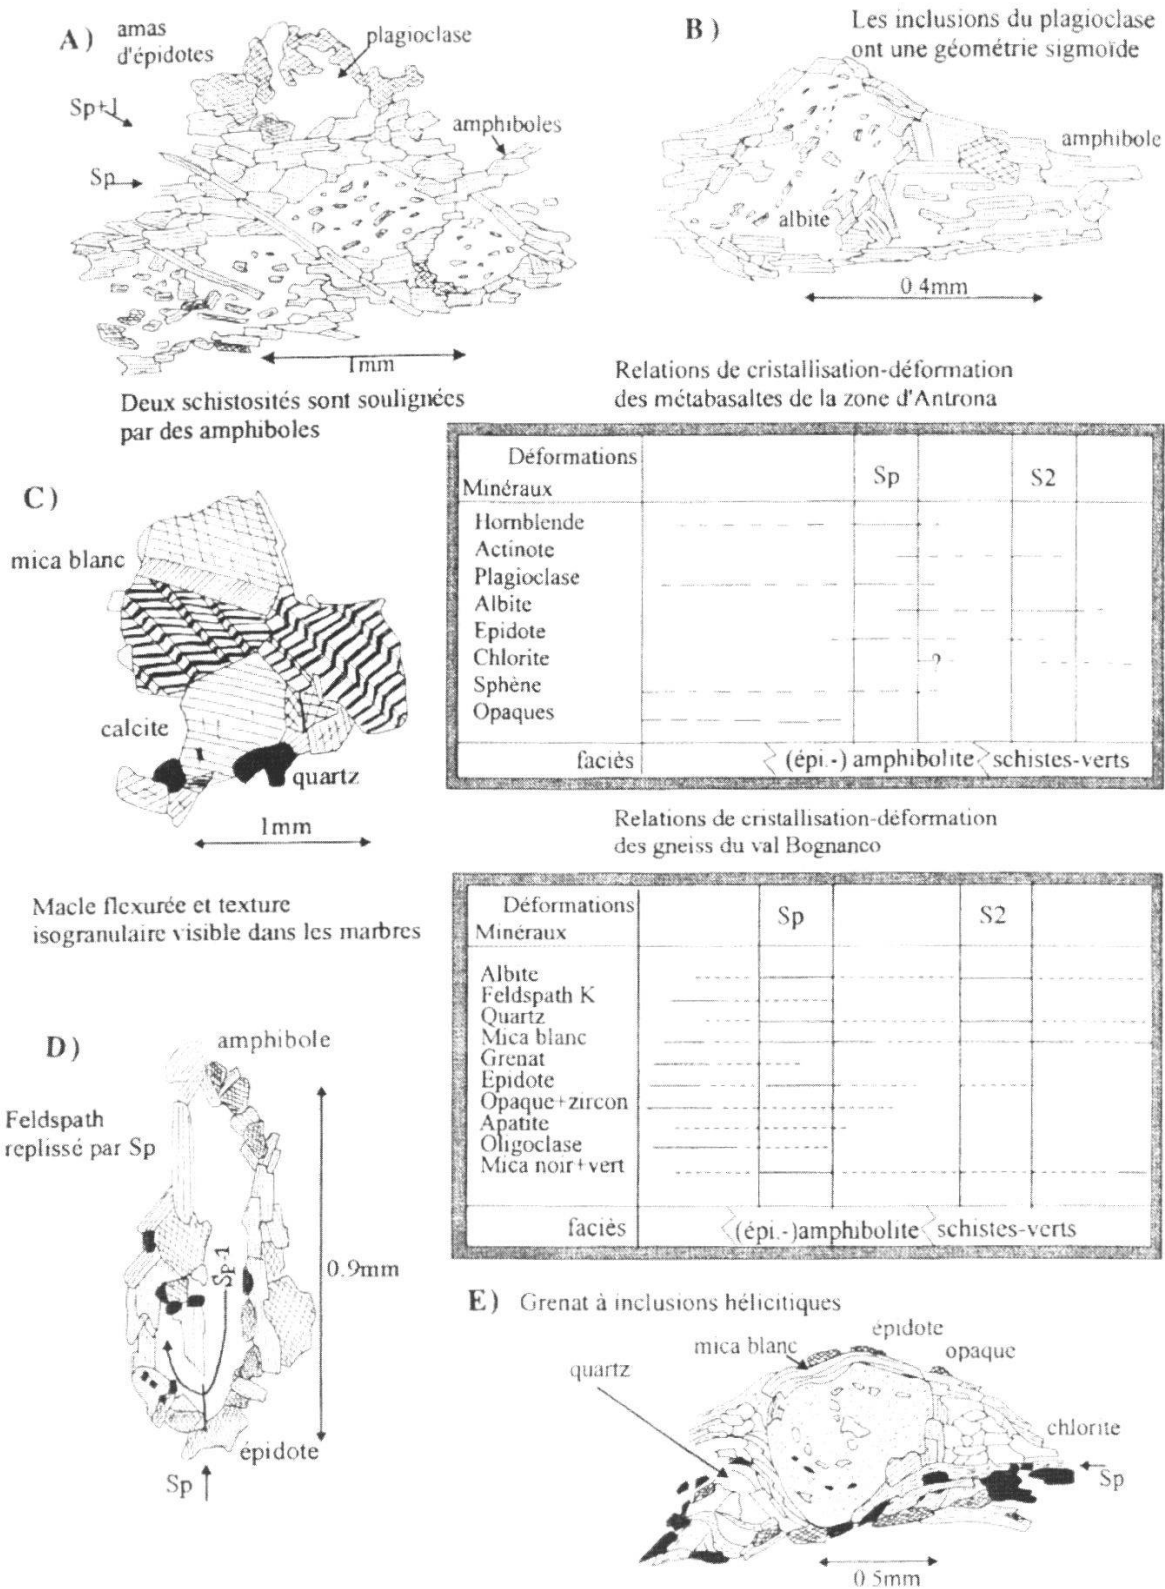 A)
amas
d'épidotes
plagioclase
Sp+1
amphiboles
Sp
1mm
Deux schistosités sont soulignées
par des amphiboles
B)
Les inclusions du plagioclase
ont une géométrie sigmoïde
amphibole
albite
0 4mm
Relations de cristallisation-déformation
des métabasaltes de la zone d'Antrona
Déformations
Minéraux
Sp
S2
Hornblende
Actinote
Plagioclase
Albite
Epidote
Chlorite
?
Sphène
Opaques
faciès
(épi.-) amphibolite
schistes-verts
C)
mica blanc
calcite
quartz
1mm
Macle flexurée et texture
isogranulaire visible dans les marbres
Relations de cristallisation-déformation
des gneiss du val Bognanco
Déformations
Minéraux
Sp
S2
Albite
Feldspath K
Quartz
Mica blanc
Grenat
Epidote
Opaque+zircon
Apatite
Oligoclase
Mica noir+vert
faciès
(épi.-)amphibolite
schistes-verts
D)
amphibole
Feldspath
replissé par Sp
Sp-1
0.9mm
épidote
Sp
E) Grenat à inclusions hélicitiques
mica blanc
épidote
opaque
quartz
chlorite
Sp
0 5mm